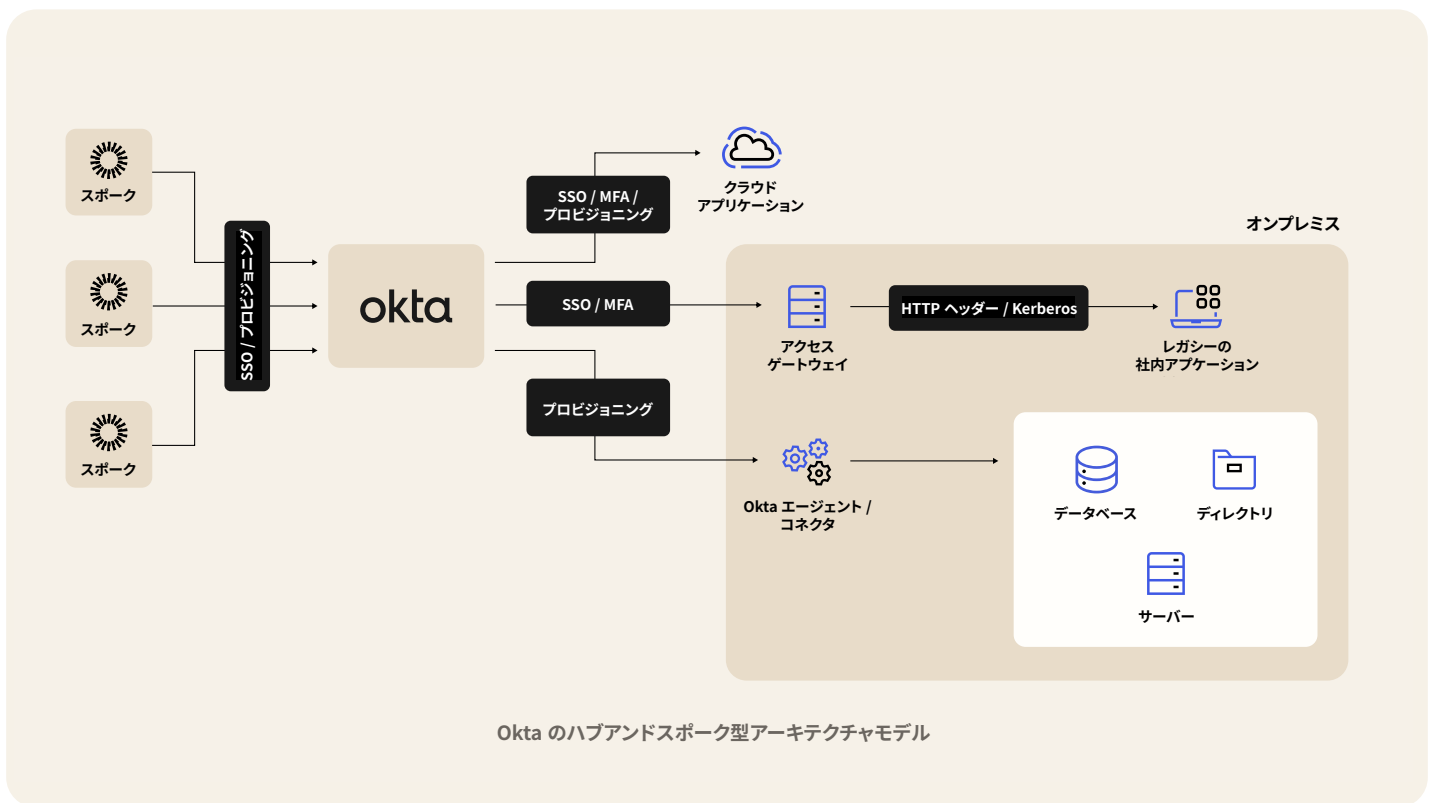 スポーク
スポーク
スポーク
SSO / プロビジョニング
okta
SSO / MFA /
プロビジョニング
クラウド
アプリケーション
SSO / MFA
プロビジョニング
オンプレミス
アクセス
ゲートウェイ
HTTP ヘッダー / Kerberos
レガシーの
社内アプケーション
Okta エージェント /
コネクタ
データベース
ディレクトリ
サーバー
Okta のハブアンドスポーク型アーキテクチャモデル